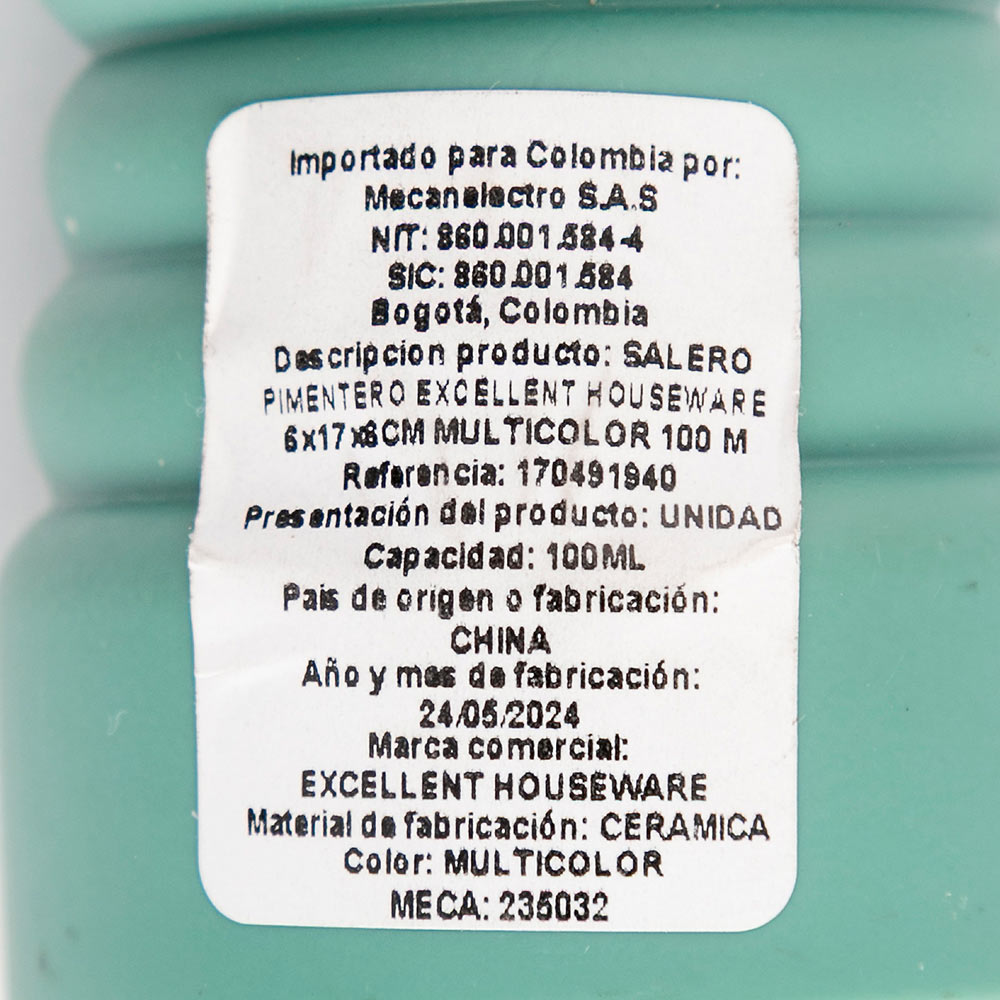 Importado para Colombia por:
Mecanelectro S.A.S
NIT: 860.001.584-4
SIC: 860.001.584
Bogotá, Colombia
Descripcion producto: SALERO
PIMENTERO EXCELLENT HOUSEWARE
6x17x6CM MULTICOLOR 100 M
Referencia: 170491940
Presentación del producto: UNIDAD
Capacidad: 100ML
Pais de origen o fabricación:
CHINA
Año y mes de fabricación:
24/05/2024
Marca comercial:
EXCELLENT HOUSEWARE
Material de fabricación: CERAMICA
Color: MULTICOLOR
MECA: 235032